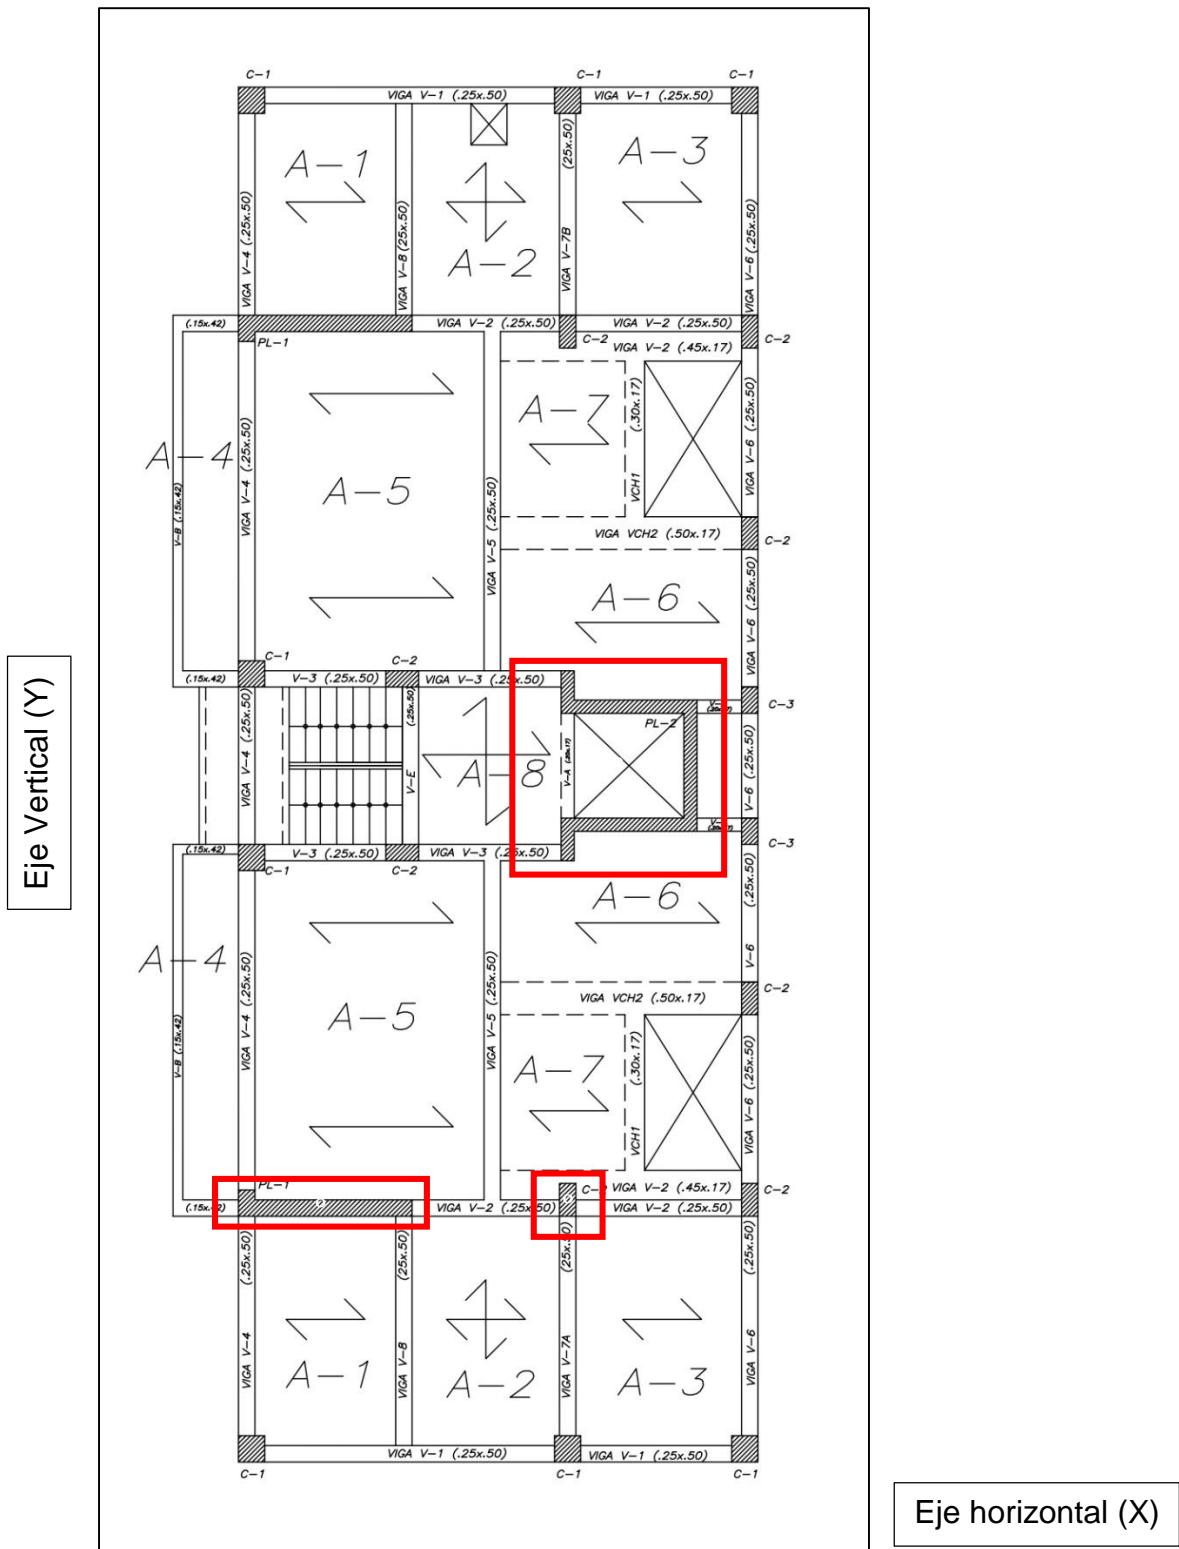 C-1 C-1 C-1
VIGA V-1 (.25x.50) VIGA V-1 (.25x.50)
A-1 A-3
VIGA V-4 (.25x.50) VIGA V-8 (25x.50) A-2 VIGA V-7B (25x.50) VIGA V-6 (.25x.50)
(.15x.42) VIGA V-2 (.25x.50) VIGA V-2 (.25x.50)
PL-1 C-2 VIGA V-2 (.45x.17) C-2
A-7 VCH1 (.30x.17) VIGA V-6 (.25x.50)
A-4 V-B (.15x.42) VIGA V-4 (.25x.50) A-5 VIGA V-5 (.25x.50)
VIGA VCH2 (.50x.17) C-2
A-6 VIGA V-6 (.25x.50)
C-1 C-2
(.15x.42) V-3 (.25x.50) VIGA V-3 (.25x.50)
Eje Vertical (Y)
C-3
PL-2
VIGA V-4 (.25x.50) V-E (.25x.50) A-8 V-A V-6 (.25x.50)
C-3
(.15x.42) V-3 (.25x.50) VIGA V-3 (.25x.50)
C-1 C-2
A-6 V-6 (.25x.50)
A-4 V-B (.15x.42) VIGA V-4 (.25x.50) A-5 VIGA V-5 (.25x.50)
VIGA VCH2 (.50x.17) C-2
A-7 VCH1 (.30x.17) VIGA V-6 (.25x.50)
PL-1 VIGA V-2 (.45x.17) C-2
(.15x.42) VIGA V-2 (.25x.50) VIGA V-2 (.25x.50)
VIGA V-4 (.25x.50) VIGA V-8 (25x.50) VIGA V-7A (25x.50) VIGA V-6 (.25x.50)
A-1 A-2 A-3
VIGA V-1 (.25x.50) VIGA V-1 (.25x.50)
C-1 C-1 C-1
Eje horizontal (X)